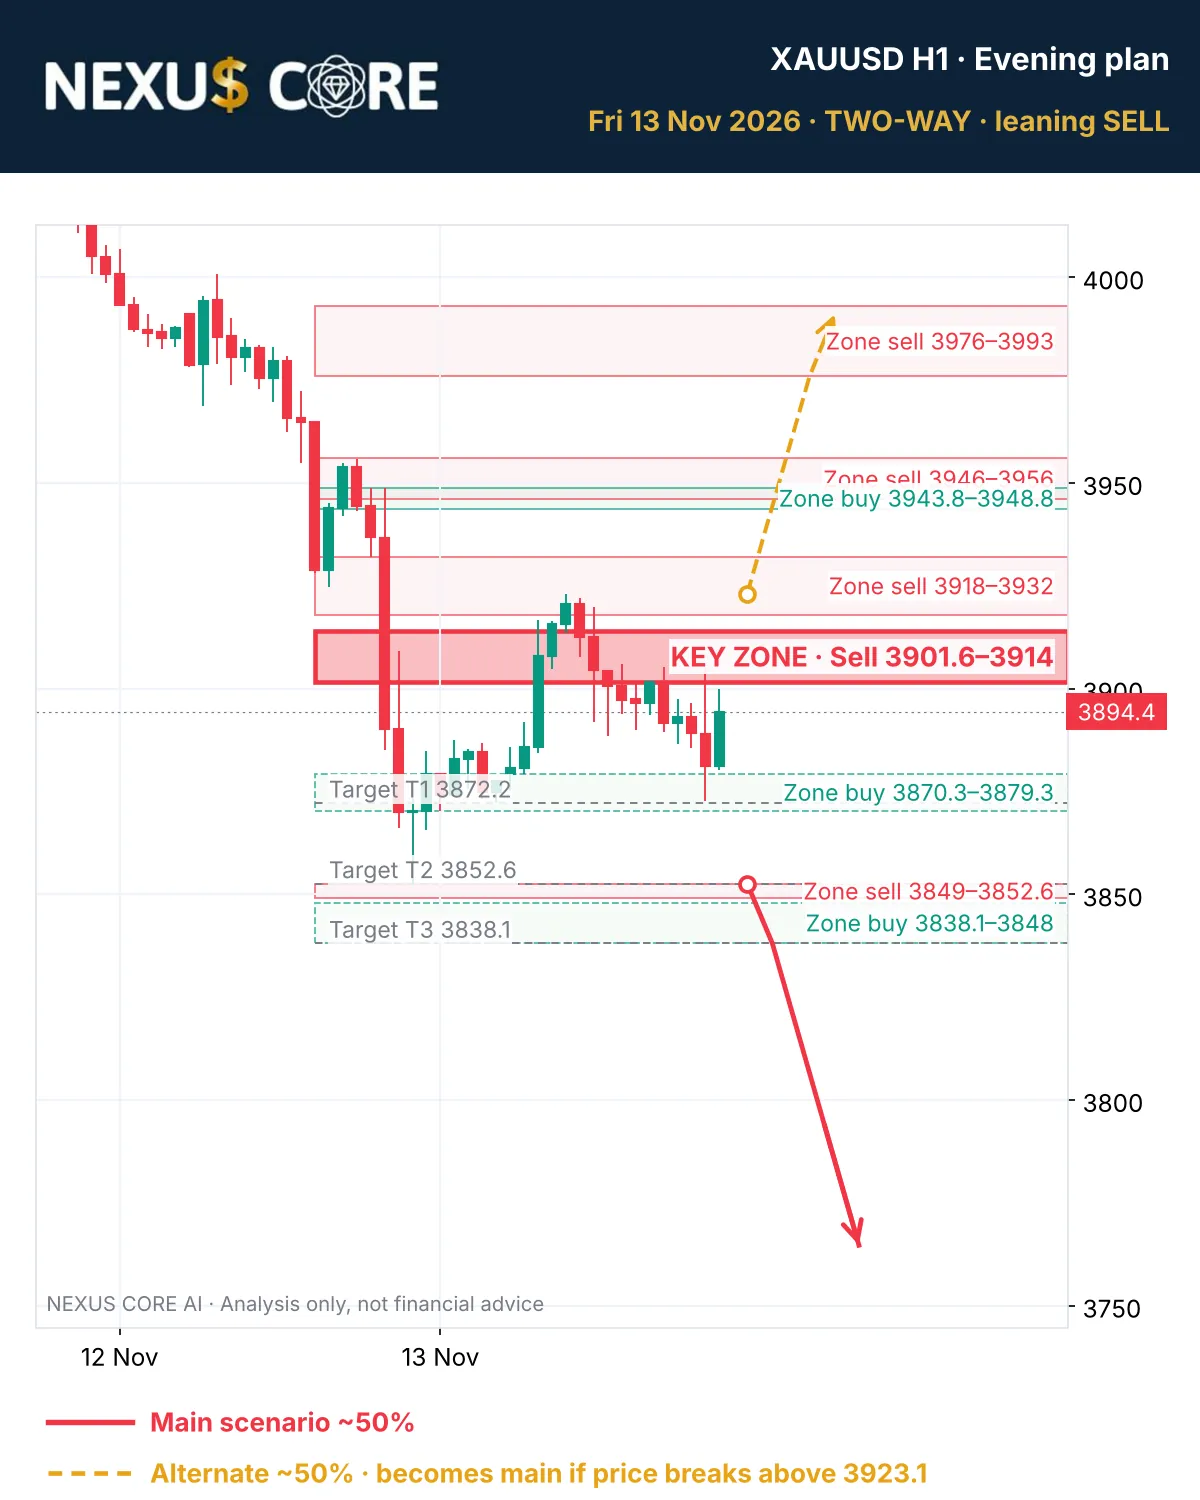 NEXU$ CORE
XAUUSD H1 · Evening plan
Fri 13 Nov 2026 · TWO-WAY · leaning SELL
4000
Zone sell 3976–3993
Zone sell 3946–3956
3950
Zone buy 3943.8–3948.8
Zone sell 3918–3932
KEY ZONE · Sell 3901.6–3914
3900
3894.4
Target T1 3872.2
Zone buy 3870.3–3879.3
Target T2 3852.6
Zone sell 3849–3852.6
3850
Target T3 3838.1
Zone buy 3838.1–3848
3800
NEXUS CORE AI · Analysis only, not financial advice
3750
12 Nov
13 Nov
Main scenario ~50%
Alternate ~50% · becomes main if price breaks above 3923.1